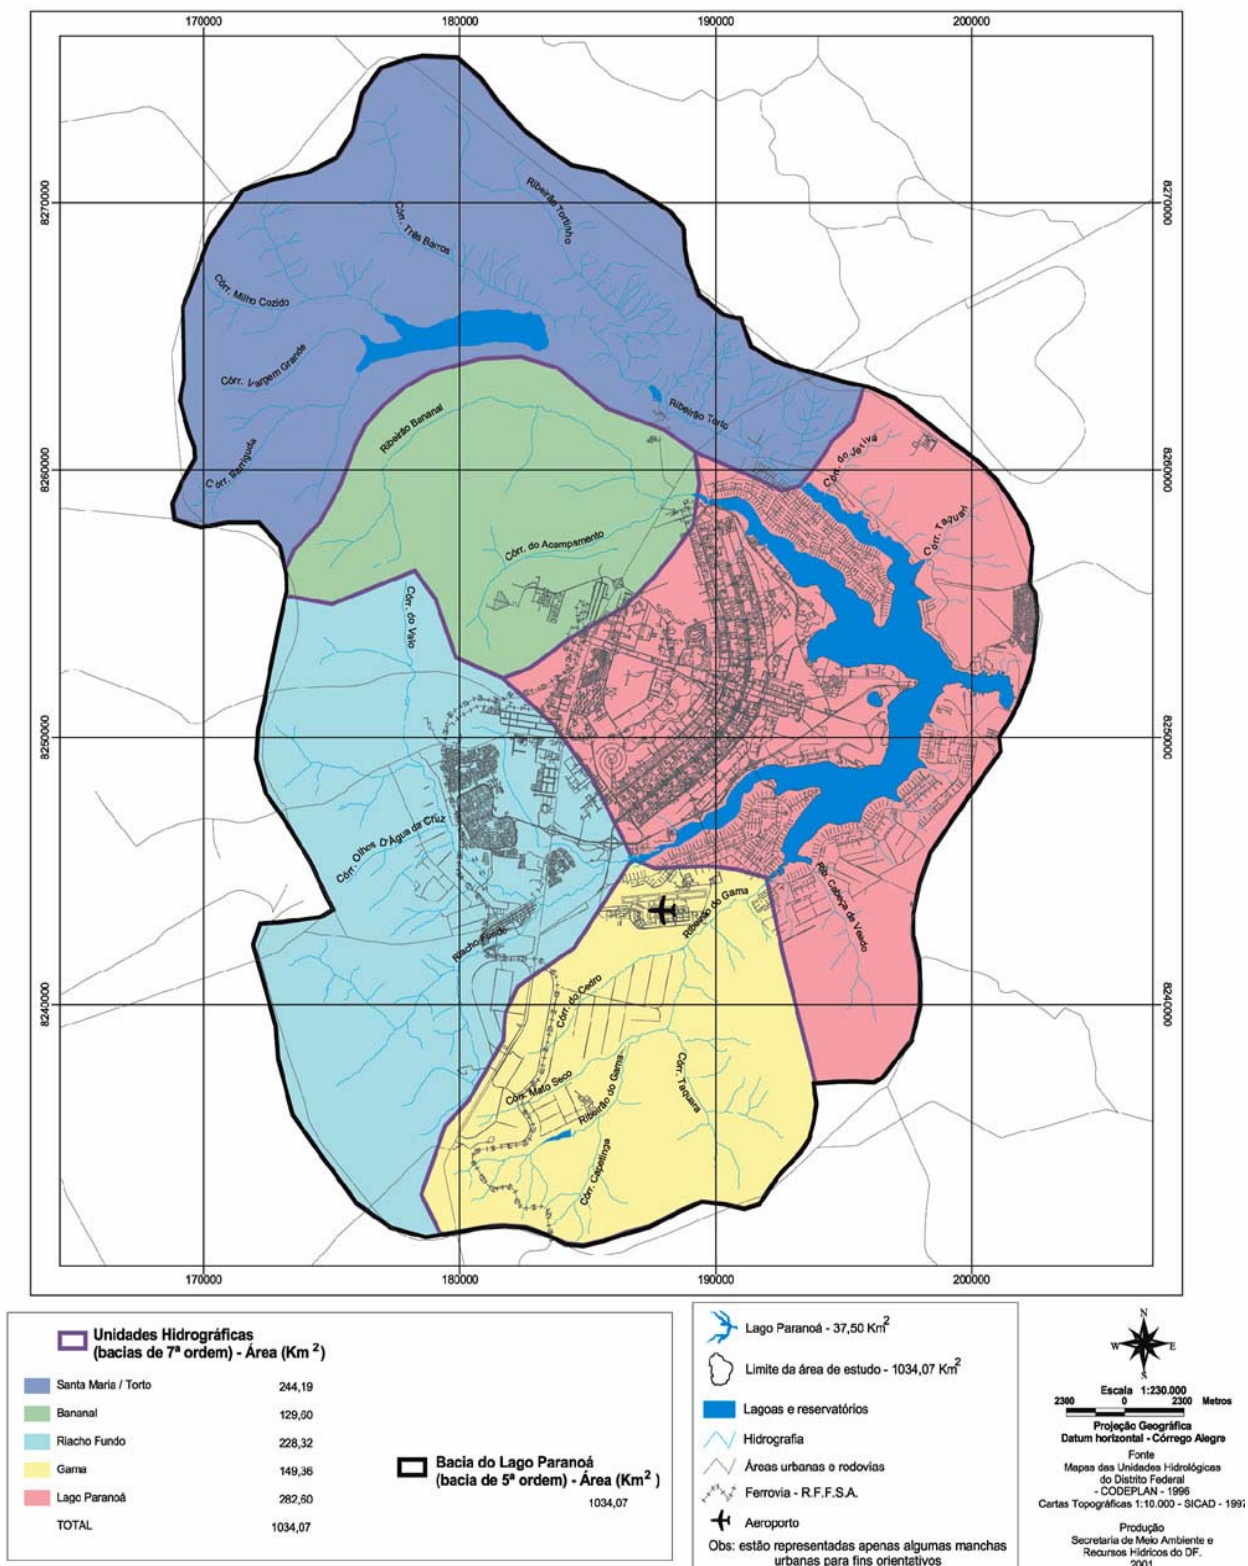 170000
180000
190000
200000
8270000
8270000
8260000
8260000
8250000
8250000
8240000
8240000
Ribeirão Tortinho
Córr. Três Barros
Córr. Milho Cozido
Córr. Vargem Grande
Córr. Barriguda
Ribeirão Bananal
Ribeirão Torto
Córr. do Jerivá
Córr. Taquari
Córr. do Acampamento
Córr. do Valo
Córr. Olhos D'Água da Cruz
Riacho Fundo
Rib. Cabeça de Veado
Ribeirão do Gama
Córr. do Cedro
Córr. Mato Seco
Ribeirão do Gama
Córr. Taquara
Córr. Capetinga
170000
180000
190000
200000
Unidades Hidrográficas
(bacias de 7ª ordem) - Área (Km²)
Santa Maria / Torto 244,19
Bananal 129,60
Riacho Fundo 228,32
Gama 149,36
Lago Paranoá 282,60
TOTAL 1034,07
Bacia do Lago Paranoá
(bacia de 5ª ordem) - Área (Km²)
1034,07
Lago Paranoá - 37,50 Km²
Limite da área de estudo - 1034,07 Km²
Lagoas e reservatórios
Hidrografia
Áreas urbanas e rodovias
Ferrovia - R.F.F.S.A.
Aeroporto
Obs: estão representadas apenas algumas manchas
urbanas para fins orientativos
N
W E
S
Escala 1:230.000
2300 0 2300 Metros
Projeção Geográfica
Datum horizontal - Córrego Alegre
Fonte
Mapas das Unidades Hidrológicas
do Distrito Federal
- CODEPLAN - 1996
Cartas Topográficas 1:10.000 - SICAD - 1997
Produção
Secretaria de Meio Ambiente e
Recursos Hídricos do DF.
2001